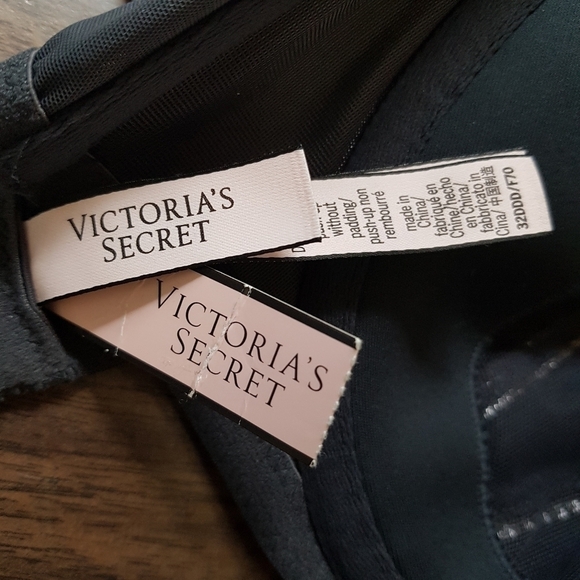 VICTORIA'S
SECRET
without
padding/
push-up non
rembourré
made in
China/
fabriqué en
Chine/hecho
en China/
fabricato in
Cina/ 中国制造
32DDD/F70
VICTORIA'S
SECRET